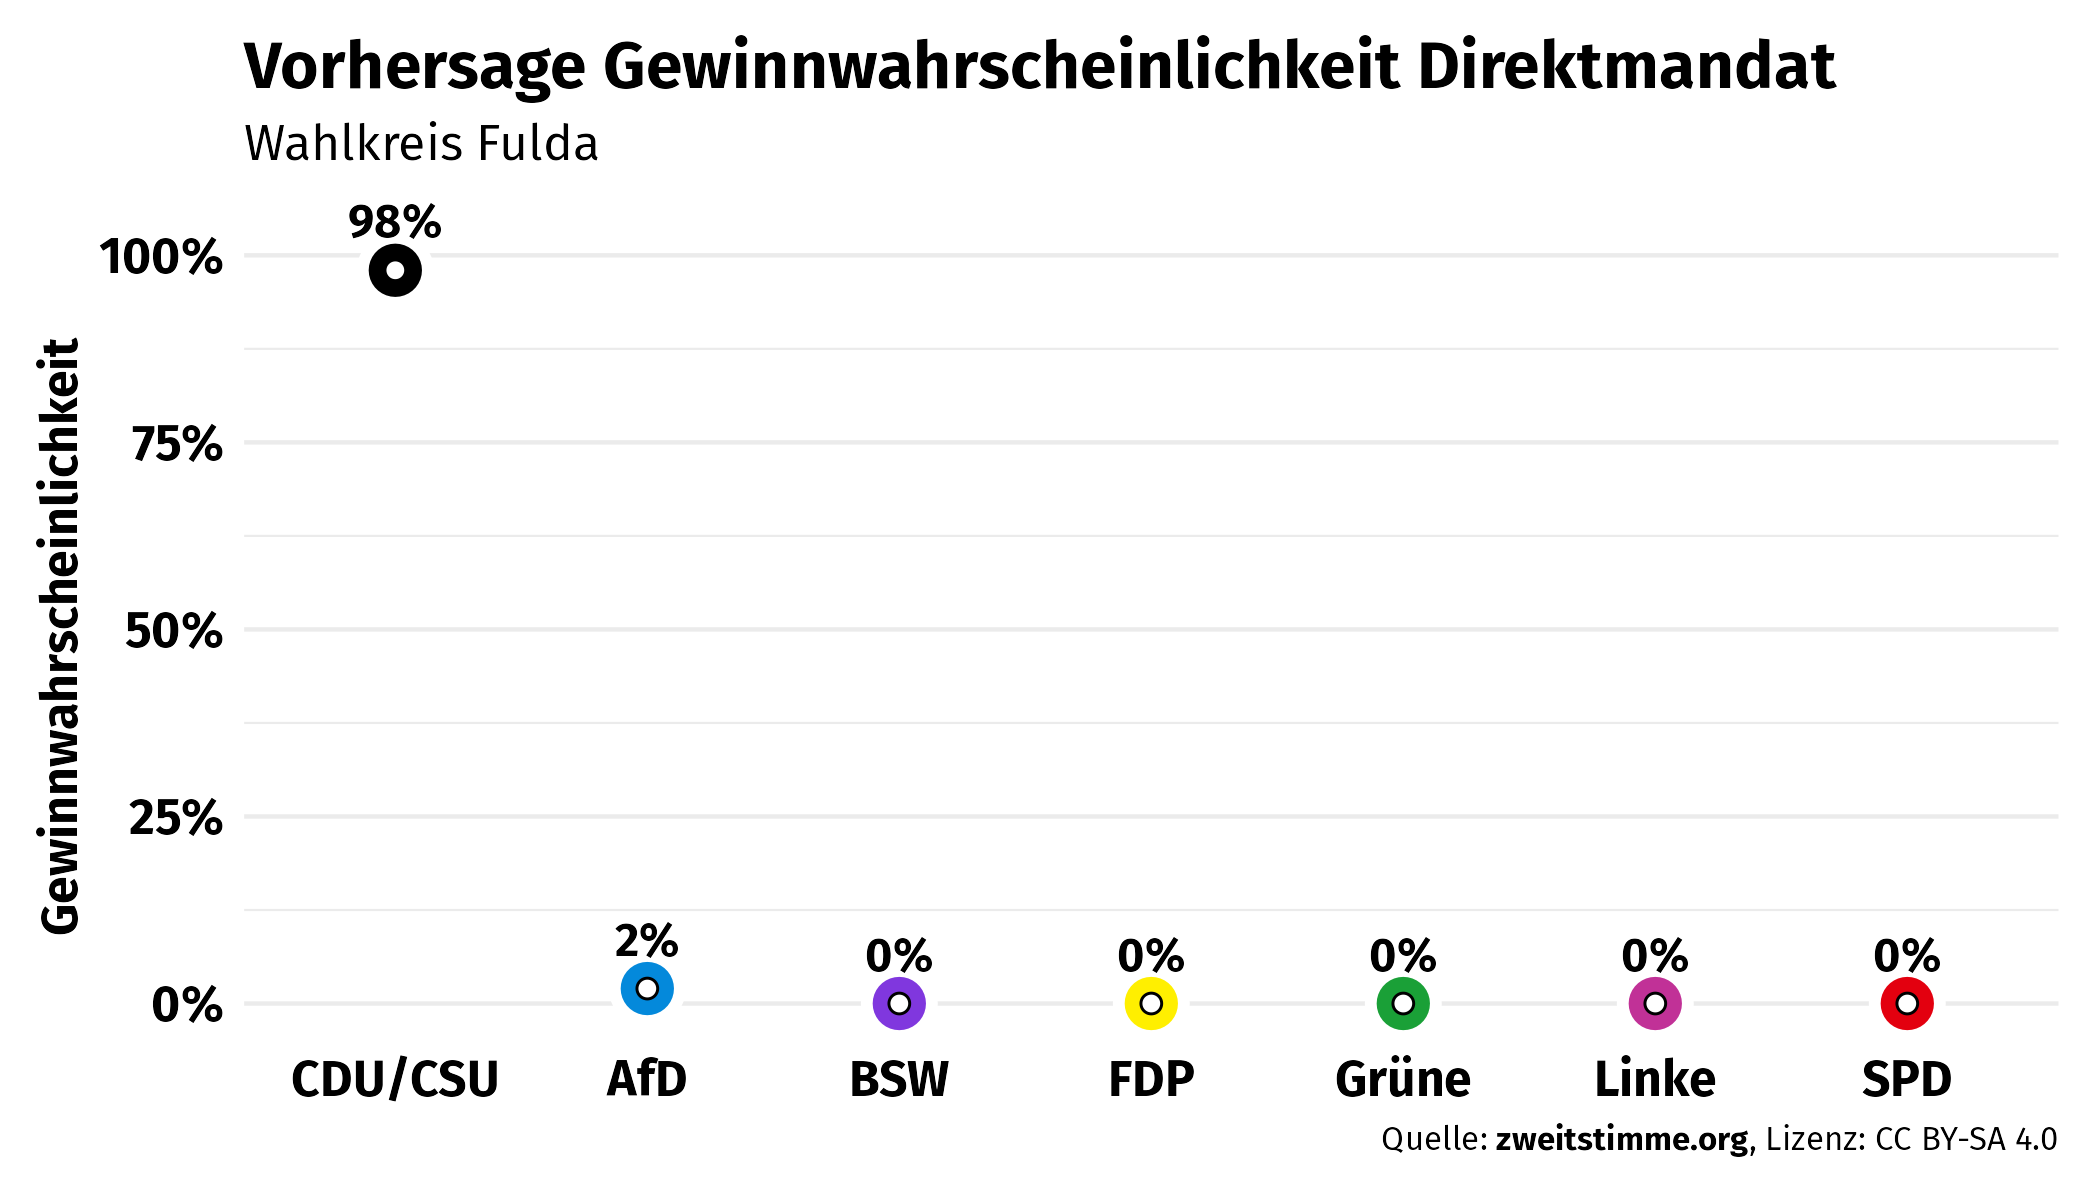 Vorhersage Gewinnwahrscheinlichkeit Direktmandat
Wahlkreis Fulda
Gewinnwahrscheinlichkeit
100%
75%
50%
25%
0%
98%
2%
0%
0%
0%
0%
0%
CDU/CSU
AfD
BSW
FDP
Grüne
Linke
SPD
Quelle: zweitstimme.org, Lizenz: CC BY-SA 4.0